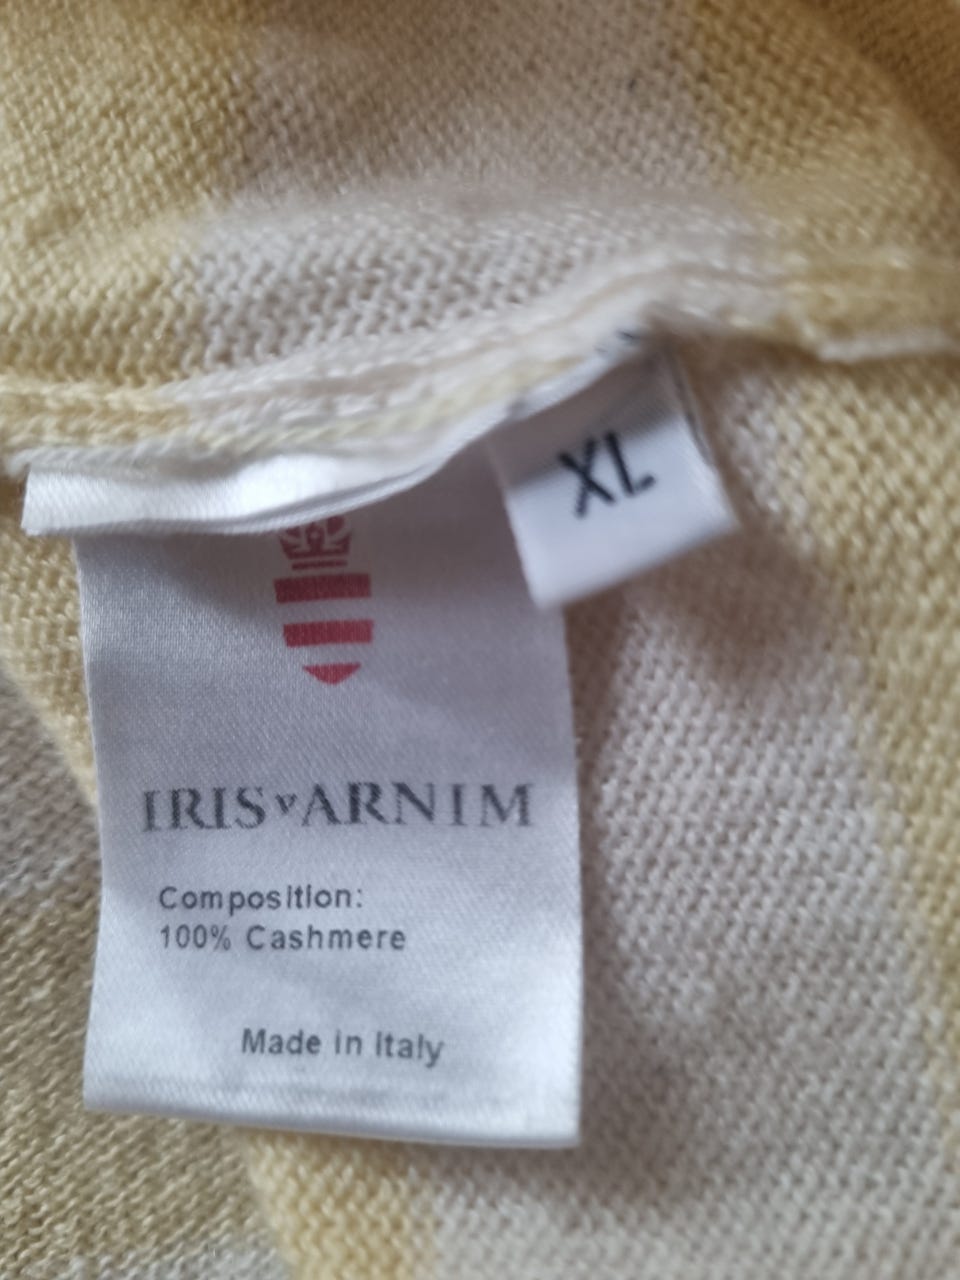 XL
IRIS v ARNIM
Composition:
100% Cashmere
Made in Italy